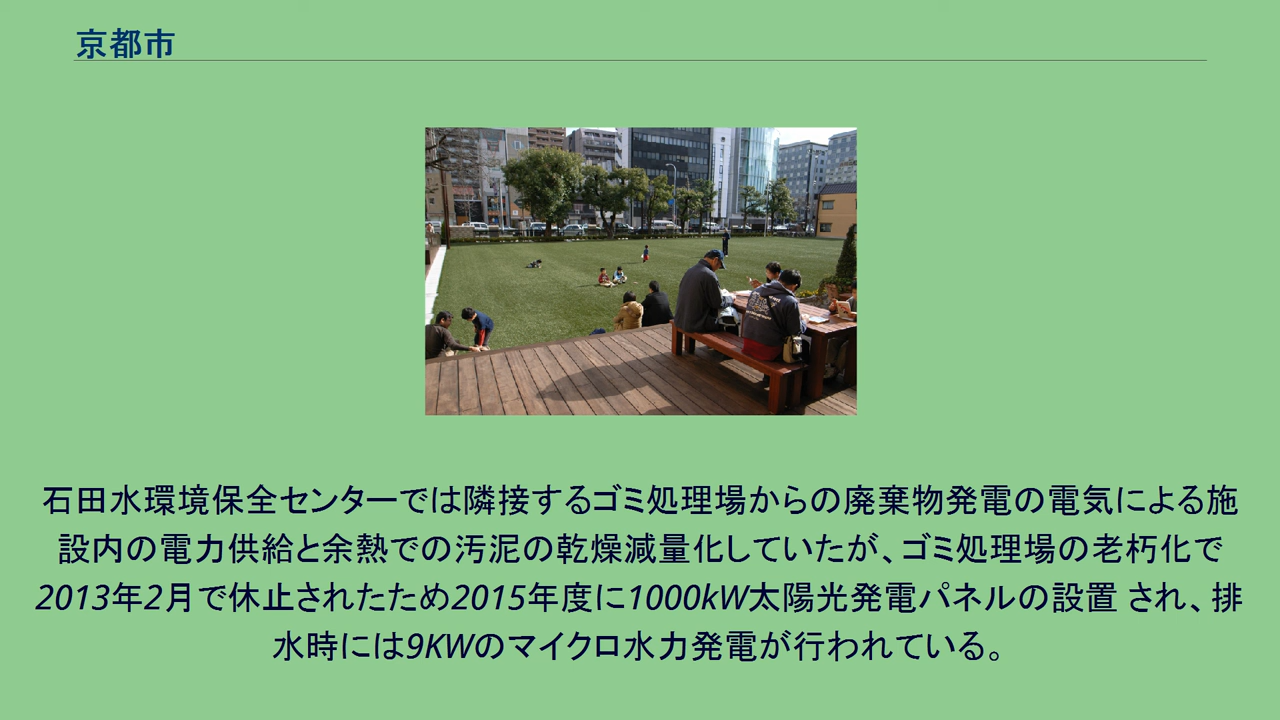 京都市
石田水環境保全センターでは隣接するゴミ処理場からの廃棄物発電の電気による施
設内の電力供給と余熱での汚泥の乾燥減量化していたが、ゴミ処理場の老朽化で
2013年2月で休止されたため2015年度に1000kW太陽光発電パネルの設置 され、排
水時には9KWのマイクロ水力発電が行われている。